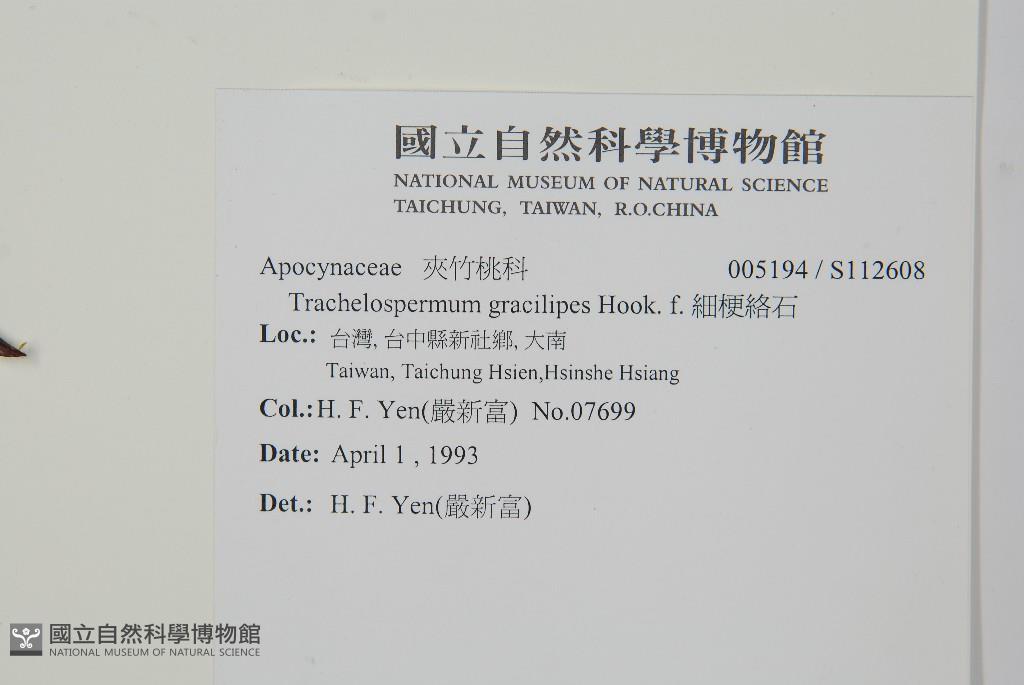 國立自然科學博物館
NATIONAL MUSEUM OF NATURAL SCIENCE
TAICHUNG, TAIWAN, R.O.CHINA
Apocynaceae 夾竹桃科 005194 / S112608
Trachelospermum gracilipes Hook. f. 細梗絡石
Loc.: 台灣, 台中縣新社鄉, 大南
Taiwan, Taichung Hsien,Hsinshe Hsiang
Col.:H. F. Yen(嚴新富) No.07699
Date: April 1 , 1993
Det.: H. F. Yen(嚴新富)
國立自然科學博物館
NATIONAL MUSEUM OF NATURAL SCIENCE